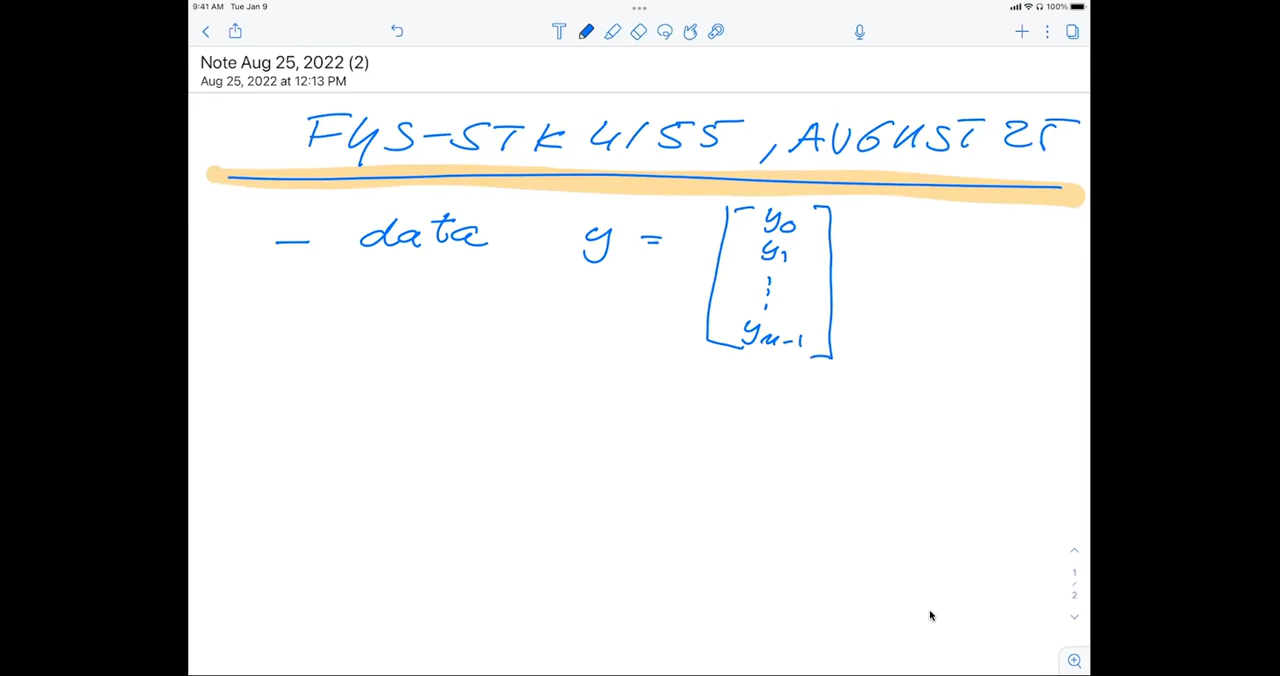 9:41 AM Tue Jan 9 100%
Note Aug 25, 2022 (2)
Aug 25, 2022 at 12:13 PM
FYS-STK 4155, AUGUST 25
- data y = [ y0
y1
⋮
yn-1 ]
1
/
2